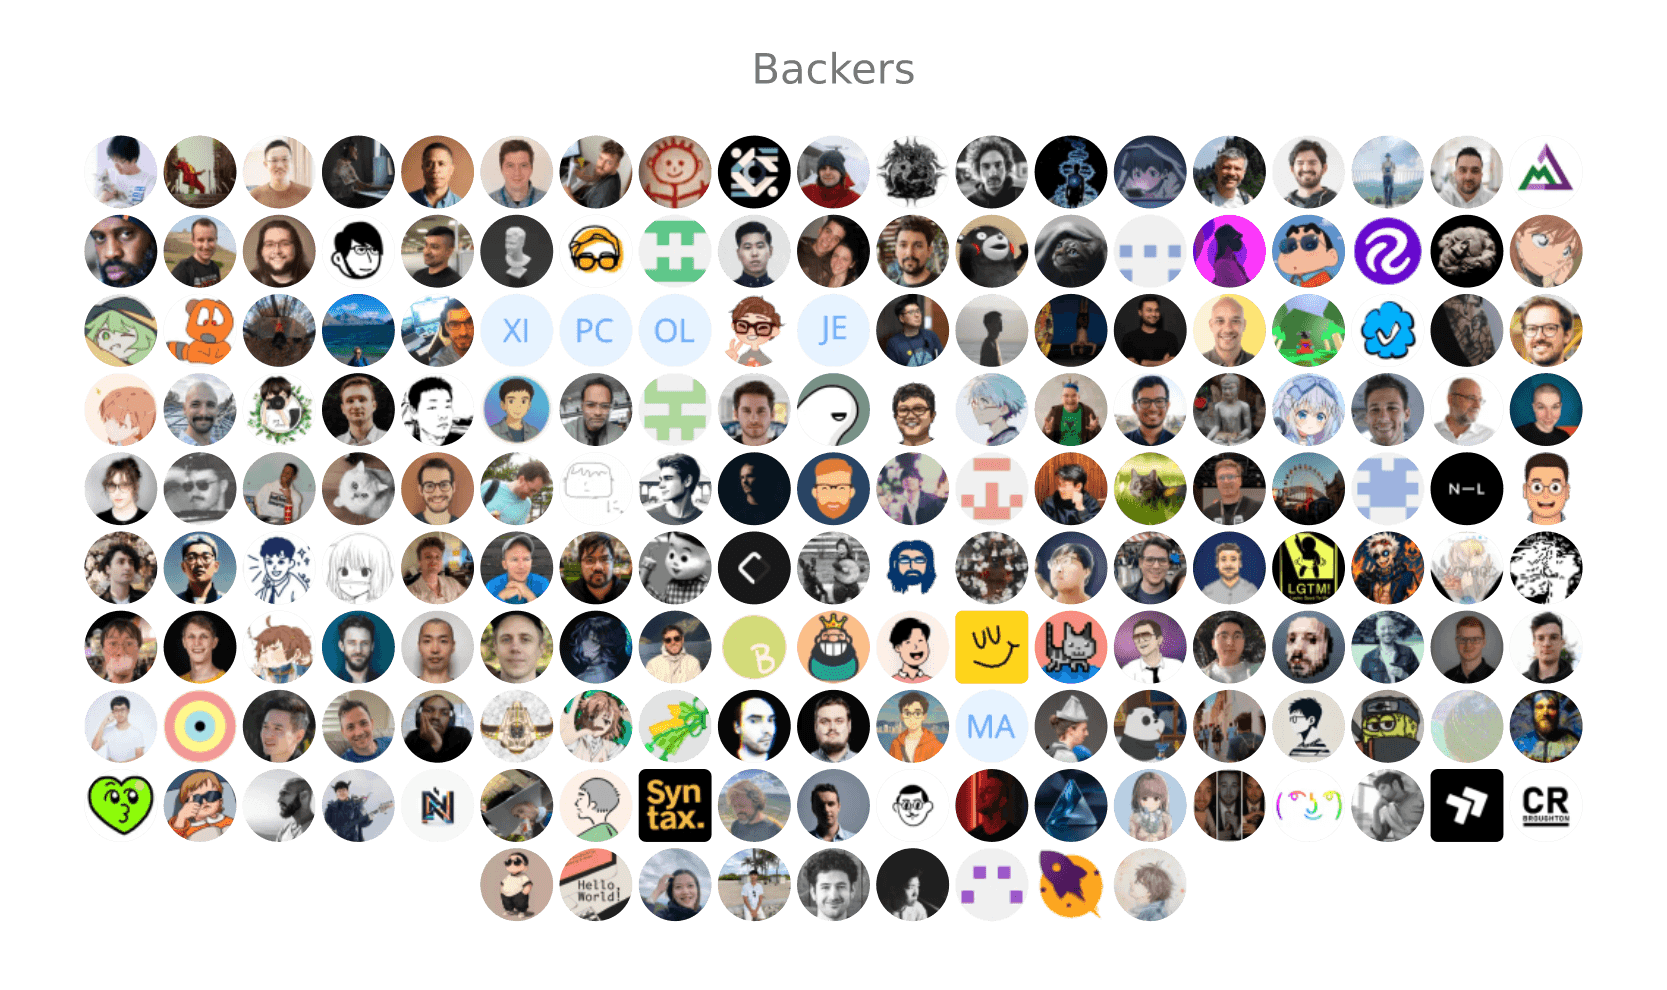 Backers
XI
PC
OL
JE
N—L
LGTM!
B
MA
Syn
tax.
CR
BROUGHTON
Hello,
World!